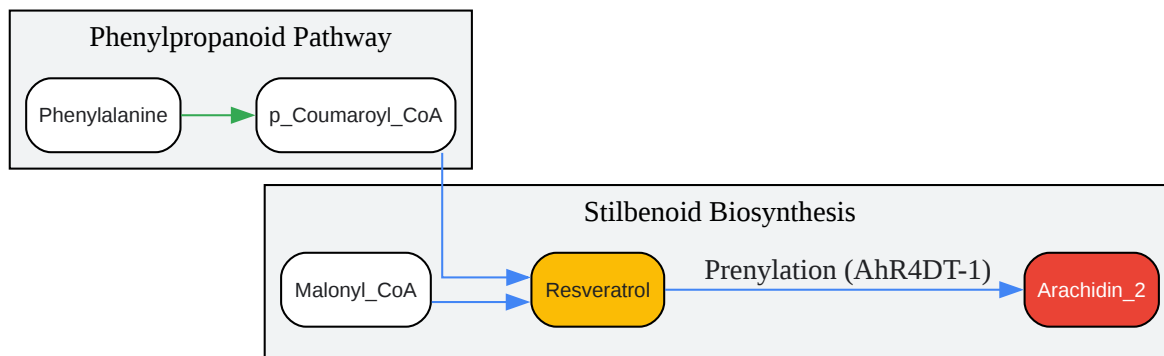 Phenylpropanoid Pathway
Phenylalanine
p_Coumaroyl_CoA
Stilbenoid Biosynthesis
Malonyl_CoA
Resveratrol
Prenylation (AhR4DT-1)
Arachidin_2